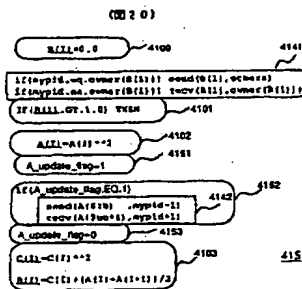 (図20)
B(I)=0.0
4100
4141
if(mypid.eq.owner(B(I))) send(B(I),others)
if(mypid.ne.owner(B(I))) recv(B(I),owner(B(I)))
IF(B(I).GT.1.0) THEN
4101
4102
A(I)=A(I)**2
A_update_flag=1
4151
if(A_update_flag.EQ.1)
4152
4142
A_update_flag=0
4153
C(I)=C(I)**2
4103
B(I)=C(I)+(A(I)-A(I+1))/2
415